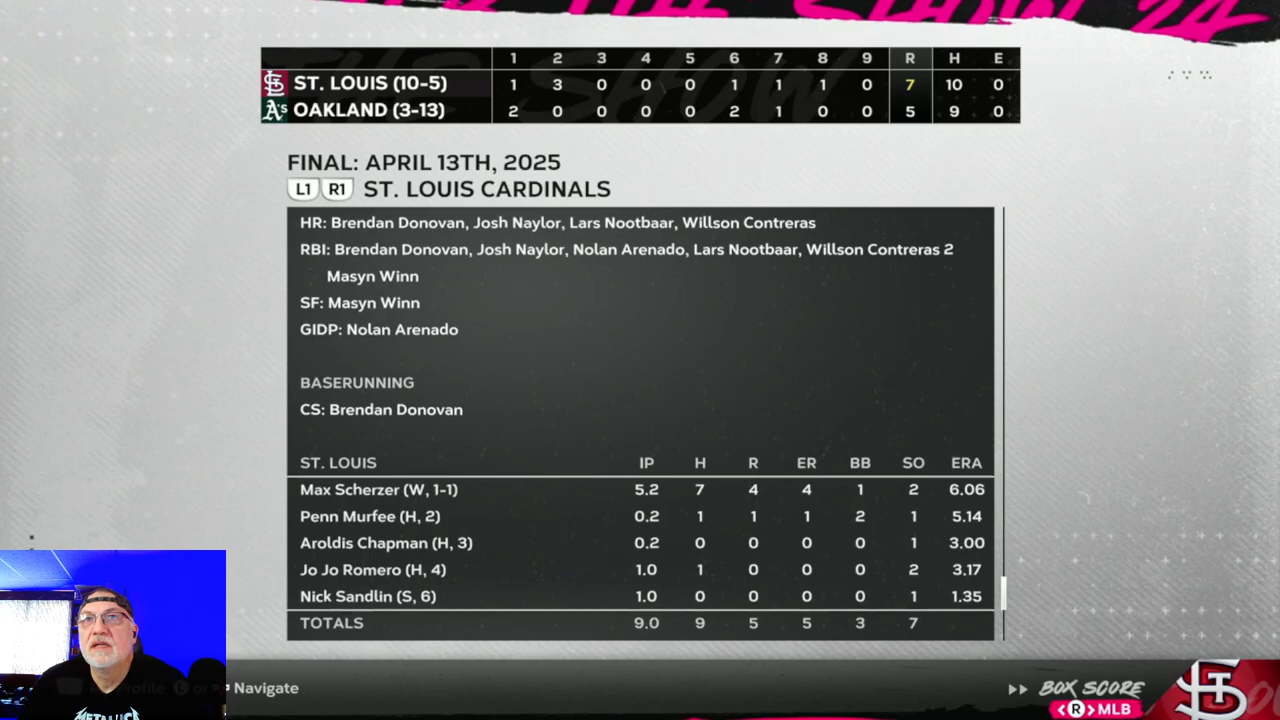 THE SHOW 24
1 2 3 4 5 6 7 8 9 R H E
ST. LOUIS (10-5) 1 3 0 0 0 1 1 1 0 7 10 0
A's OAKLAND (3-13) 2 0 0 0 0 2 1 0 0 5 9 0
FINAL: APRIL 13TH, 2025
L1 R1 ST. LOUIS CARDINALS
HR: Brendan Donovan, Josh Naylor, Lars Nootbaar, Willson Contreras
RBI: Brendan Donovan, Josh Naylor, Nolan Arenado, Lars Nootbaar, Willson Contreras 2
Masyn Winn
SF: Masyn Winn
GIDP: Nolan Arenado
BASERUNNING
CS: Brendan Donovan
ST. LOUIS IP H R ER BB SO ERA
Max Scherzer (W, 1-1) 5.2 7 4 4 1 2 6.06
Penn Murfee (H, 2) 0.2 1 1 1 2 1 5.14
Aroldis Chapman (H, 3) 0.2 0 0 0 0 1 3.00
Jo Jo Romero (H, 4) 1.0 1 0 0 0 2 3.17
Nick Sandlin (S, 6) 1.0 0 0 0 0 1 1.35
TOTALS 9.0 9 5 5 3 7
METALLICA
Profile L or Navigate
BOX SCORE
R MLB